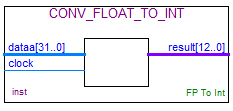 CONV_FLOAT_TO_INT
dataa[31..0] result[12..0]
clock
inst FP To Int